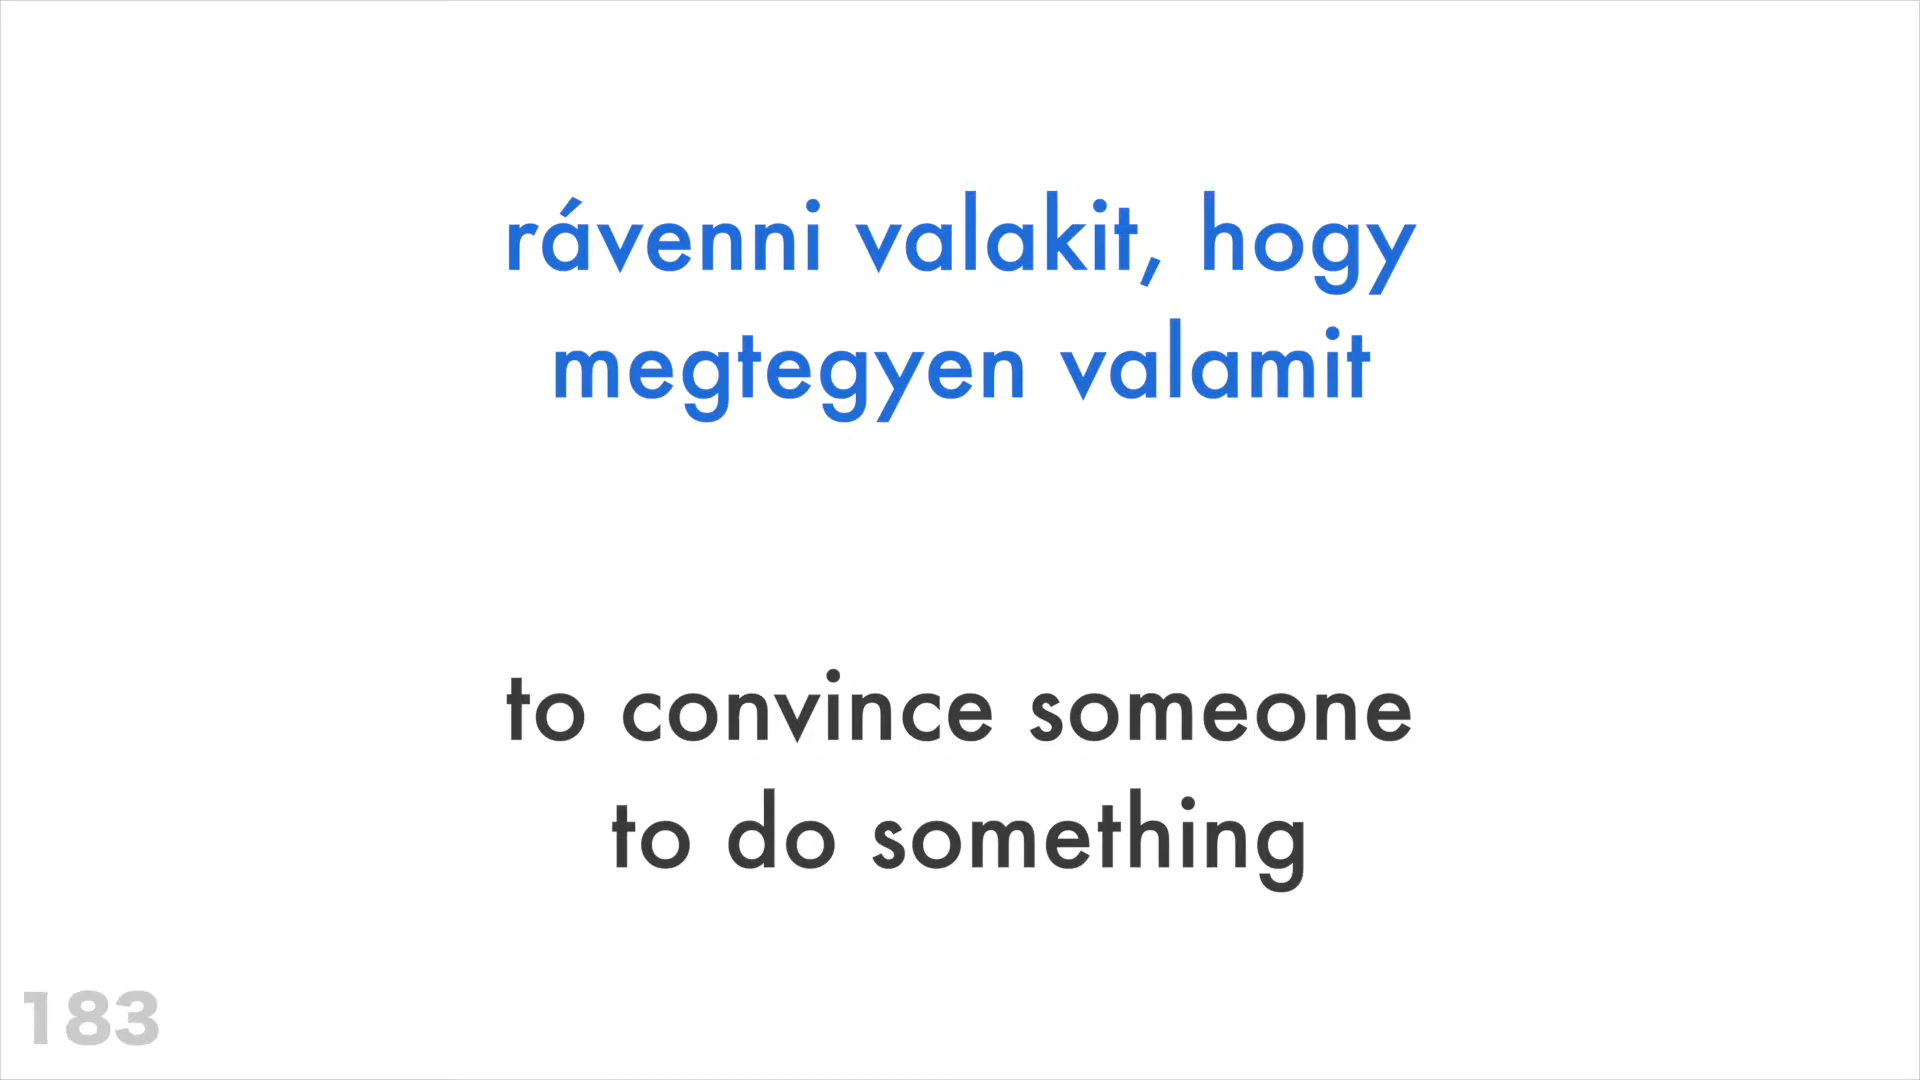 rávenni valakit, hogy
megtegyen valamit
to convince someone
to do something
183